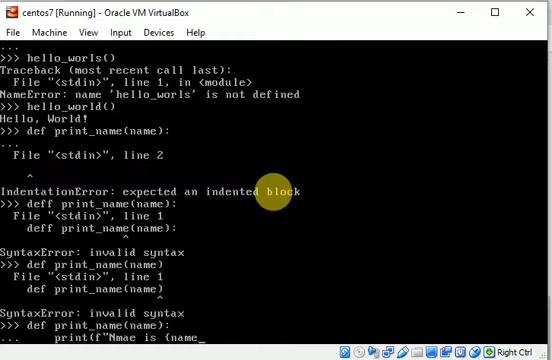 centos7 [Running] - Oracle VM VirtualBox
File Machine View Input Devices Help
...
>>> hello_worls()
Traceback (most recent call last):
  File "<stdin>", line 1, in <module>
NameError: name 'hello_worls' is not defined
>>> hello_world()
Hello, World!
>>> def print_name(name):
...
  File "<stdin>", line 2
    ^
IndentationError: expected an indented block
>>> deff print_name(name):
  File "<stdin>", line 1
    deff print_name(name):
                  ^
SyntaxError: invalid syntax
>>> def print_name(name)
  File "<stdin>", line 1
    def print_name(name)
                       ^
SyntaxError: invalid syntax
>>> def print_name(name):
...     print(f"Nmae is {name_
Right Ctrl